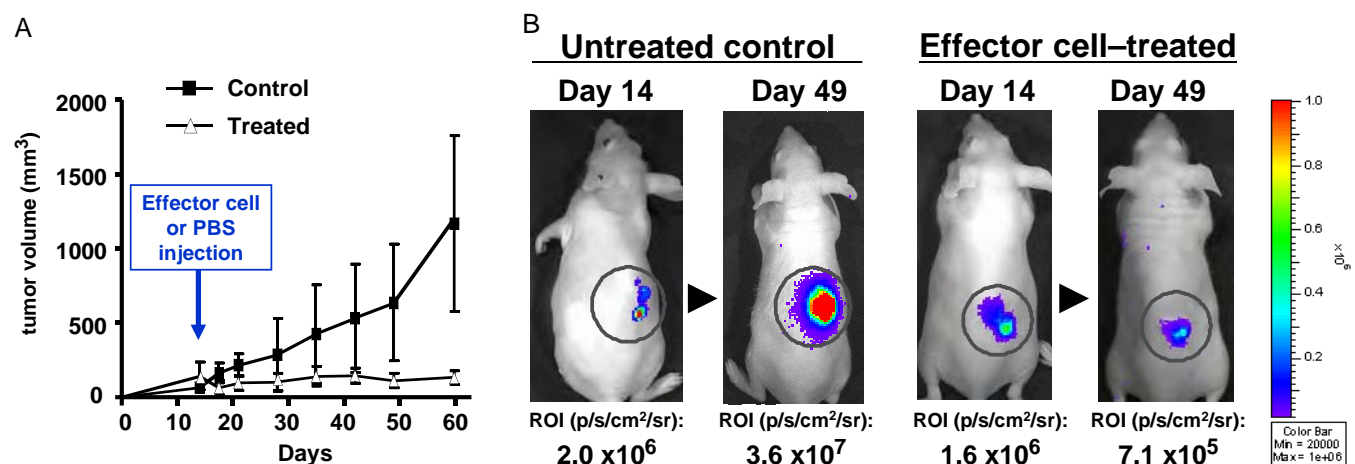 A
Control
Treated
tumor volume (mm³)
2000
1500
1000
500
0
Effector cell
or PBS
injection
0 10 20 30 40 50 60
Days
B
Untreated control
Effector cell–treated
Day 14
Day 49
Day 14
Day 49
ROI (p/s/cm²/sr):
2.0 x10⁶
ROI (p/s/cm²/sr):
3.6 x10⁷
ROI (p/s/cm²/sr):
1.6 x10⁶
ROI (p/s/cm²/sr):
7.1 x10⁵
1.0
0.8
0.6
0.4
0.2
×10⁶
Color Bar
Min = 20000
Max = 1e+06